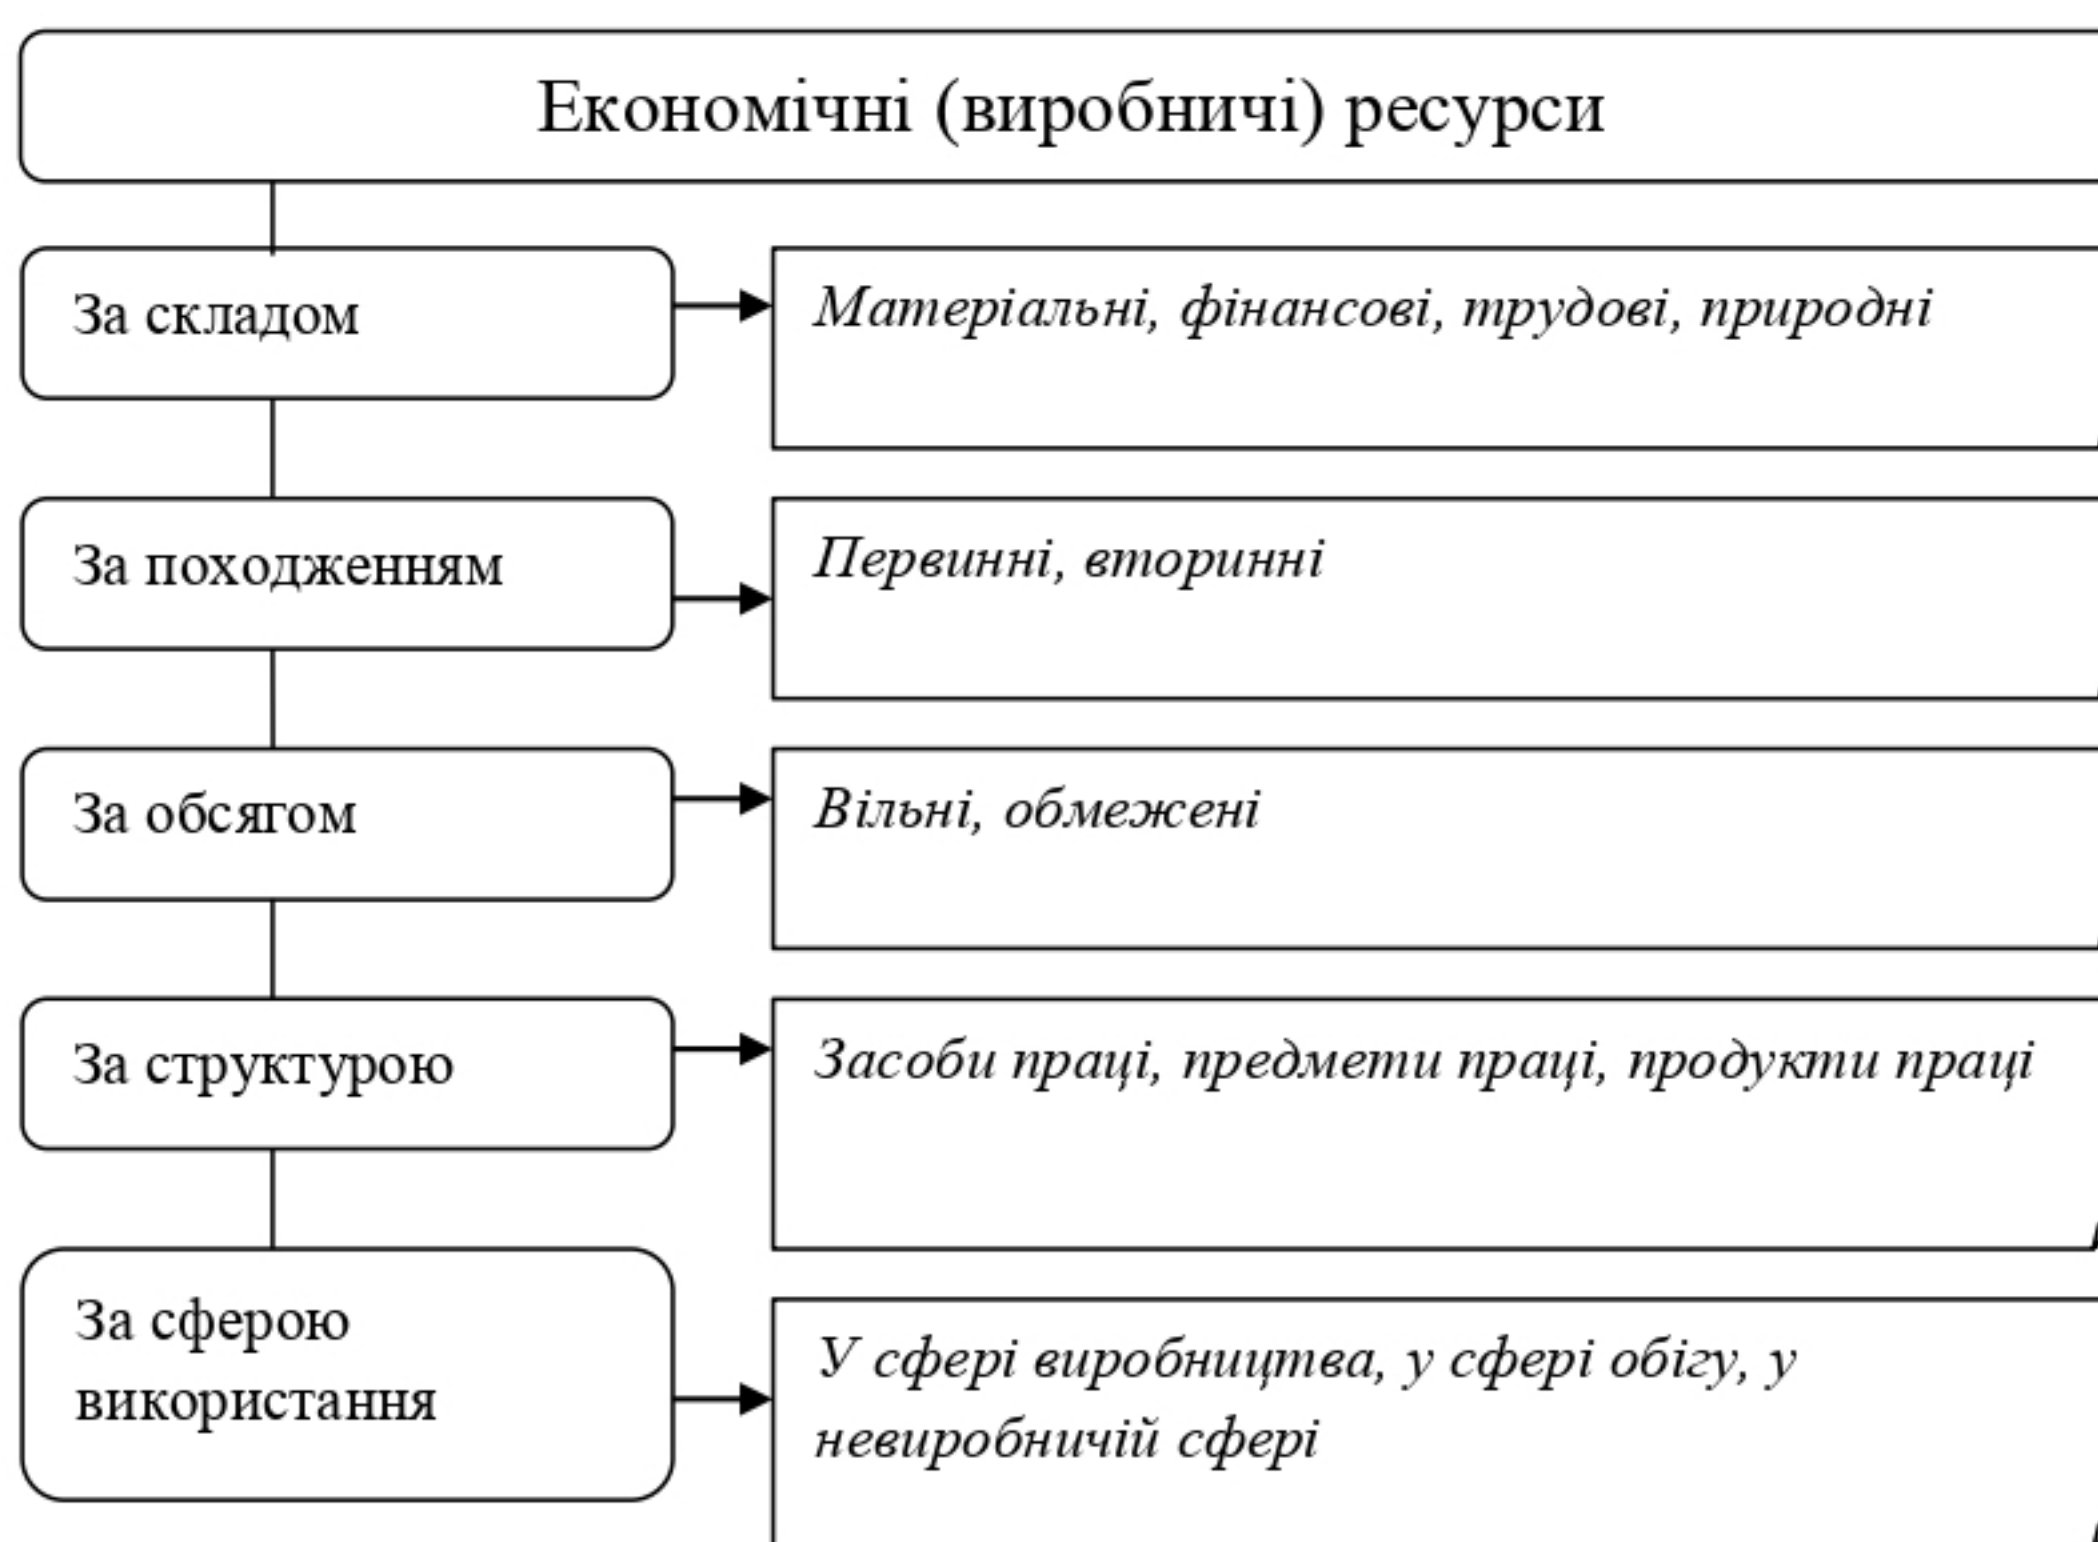 Економічні (виробничі) ресурси
За складом
Матеріальні, фінансові, трудові, природні
За походженням
Первинні, вторинні
За обсягом
Вільні, обмежені
За структурою
Засоби праці, предмети праці, продукти праці
За сферою
використання
У сфері виробництва, у сфері обігу, у
невиробничій сфері